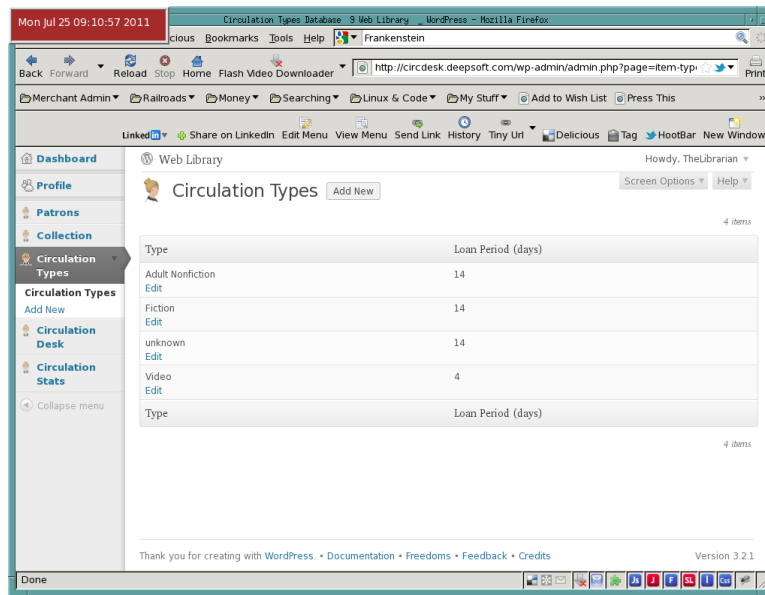 Mon Jul 25 09:10:57 2011
Circulation Types Database 9 Web Library _ WordPress - Mozilla Firefox
cious Bookmarks Tools Help Frankenstein
Back Forward Reload Stop Home Flash Video Downloader http://circdesk.deepsoft.com/wp-admin/admin.php?page=item-typ Print
Merchant Admin Railroads Money Searching Linux & Code My Stuff Add to Wish List Press This »
Linked in Share on LinkedIn Edit Menu View Menu Send Link History Tiny Url Delicious Tag HootBar New Window
Dashboard
Profile
Patrons
Collection
Circulation
Types
Circulation Types
Add New
Circulation
Desk
Circulation
Stats
Collapse menu
Web Library
Howdy, TheLibrarian
Screen Options Help
Circulation Types Add New
4 items
Type Loan Period (days)
Adult Nonfiction 14
Edit
Fiction 14
Edit
unknown 14
Edit
Video 4
Edit
Type Loan Period (days)
4 items
Thank you for creating with WordPress. • Documentation • Freedoms • Feedback • Credits Version 3.2.1
Done JS J F SL I Css